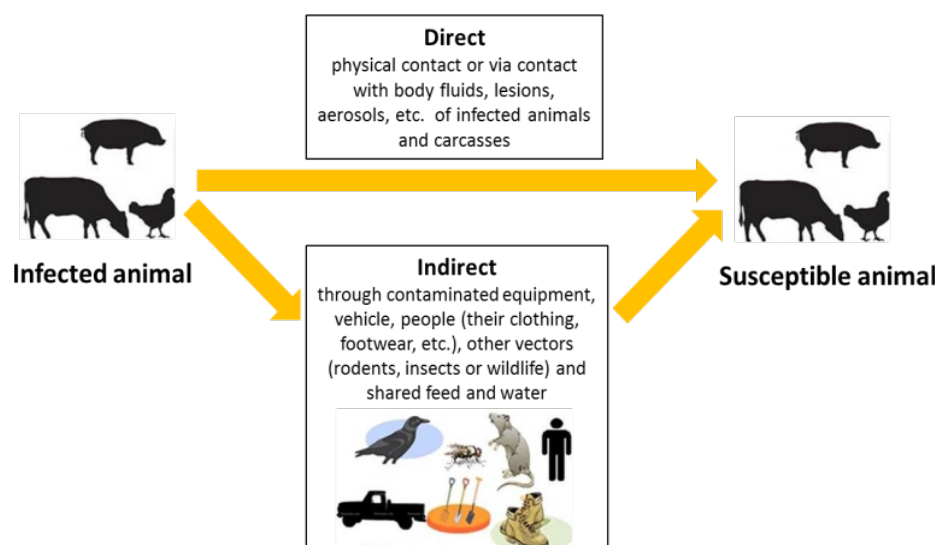 Direct
physical contact or via contact
with body fluids, lesions,
aerosols, etc. of infected animals
and carcasses
Infected animal
Susceptible animal
Indirect
through contaminated equipment,
vehicle, people (their clothing,
footwear, etc.), other vectors
(rodents, insects or wildlife) and
shared feed and water